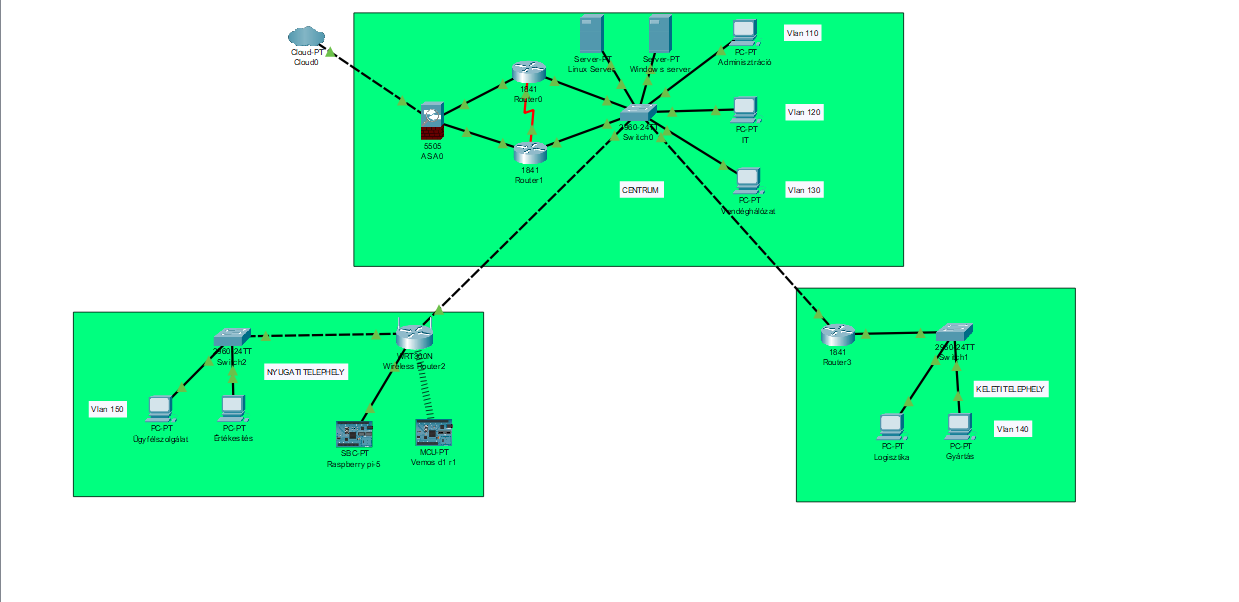 Cloud-PT
Cloud0
5505
ASA0
1841
Router0
1841
Router1
Server-PT
Linux Server
Server-PT
Windows server
2960-24TT
Switch0
PC-PT
Adminisztráció
Vlan 110
PC-PT
IT
Vlan 120
PC-PT
Vendéghálózat
Vlan 130
CENTRUM
2960-24TT
Switch2
NYUGATI TELEPHELY
WRT300N
Wireless Router2
Vlan 150
PC-PT
Ügyfélszolgálat
PC-PT
Értékesítés
SBC-PT
Raspberry pi-5
MCU-PT
Vemos d1 r1
1841
Router3
2960-24TT
Switch1
KELETI TELEPHELY
PC-PT
Logisztika
PC-PT
Gyártás
Vlan 140